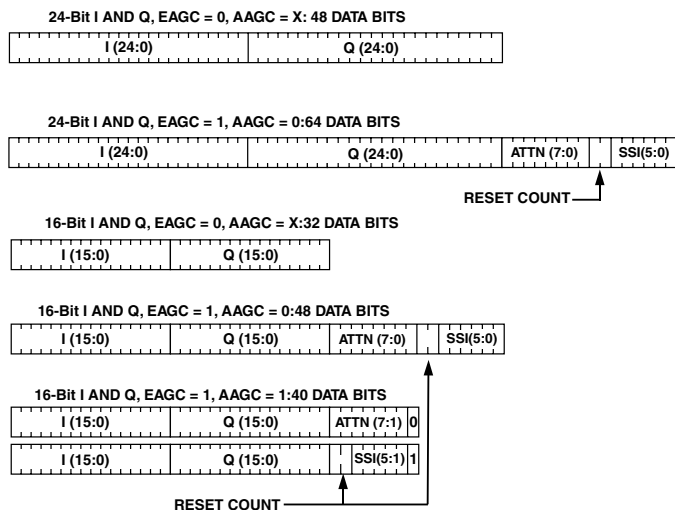 24-Bit I AND Q, EAGC = 0, AAGC = X: 48 DATA BITS
I (24:0) Q (24:0)
24-Bit I AND Q, EAGC = 1, AAGC = 0:64 DATA BITS
I (24:0) Q (24:0) ATTN (7:0) SSI(5:0)
RESET COUNT
16-Bit I AND Q, EAGC = 0, AAGC = X:32 DATA BITS
I (15:0) Q (15:0)
16-Bit I AND Q, EAGC = 1, AAGC = 0:48 DATA BITS
I (15:0) Q (15:0) ATTN (7:0) SSI(5:0)
16-Bit I AND Q, EAGC = 1, AAGC = 1:40 DATA BITS
I (15:0) Q (15:0) ATTN (7:1) 0
I (15:0) Q (15:0) SSI(5:1) 1
RESET COUNT